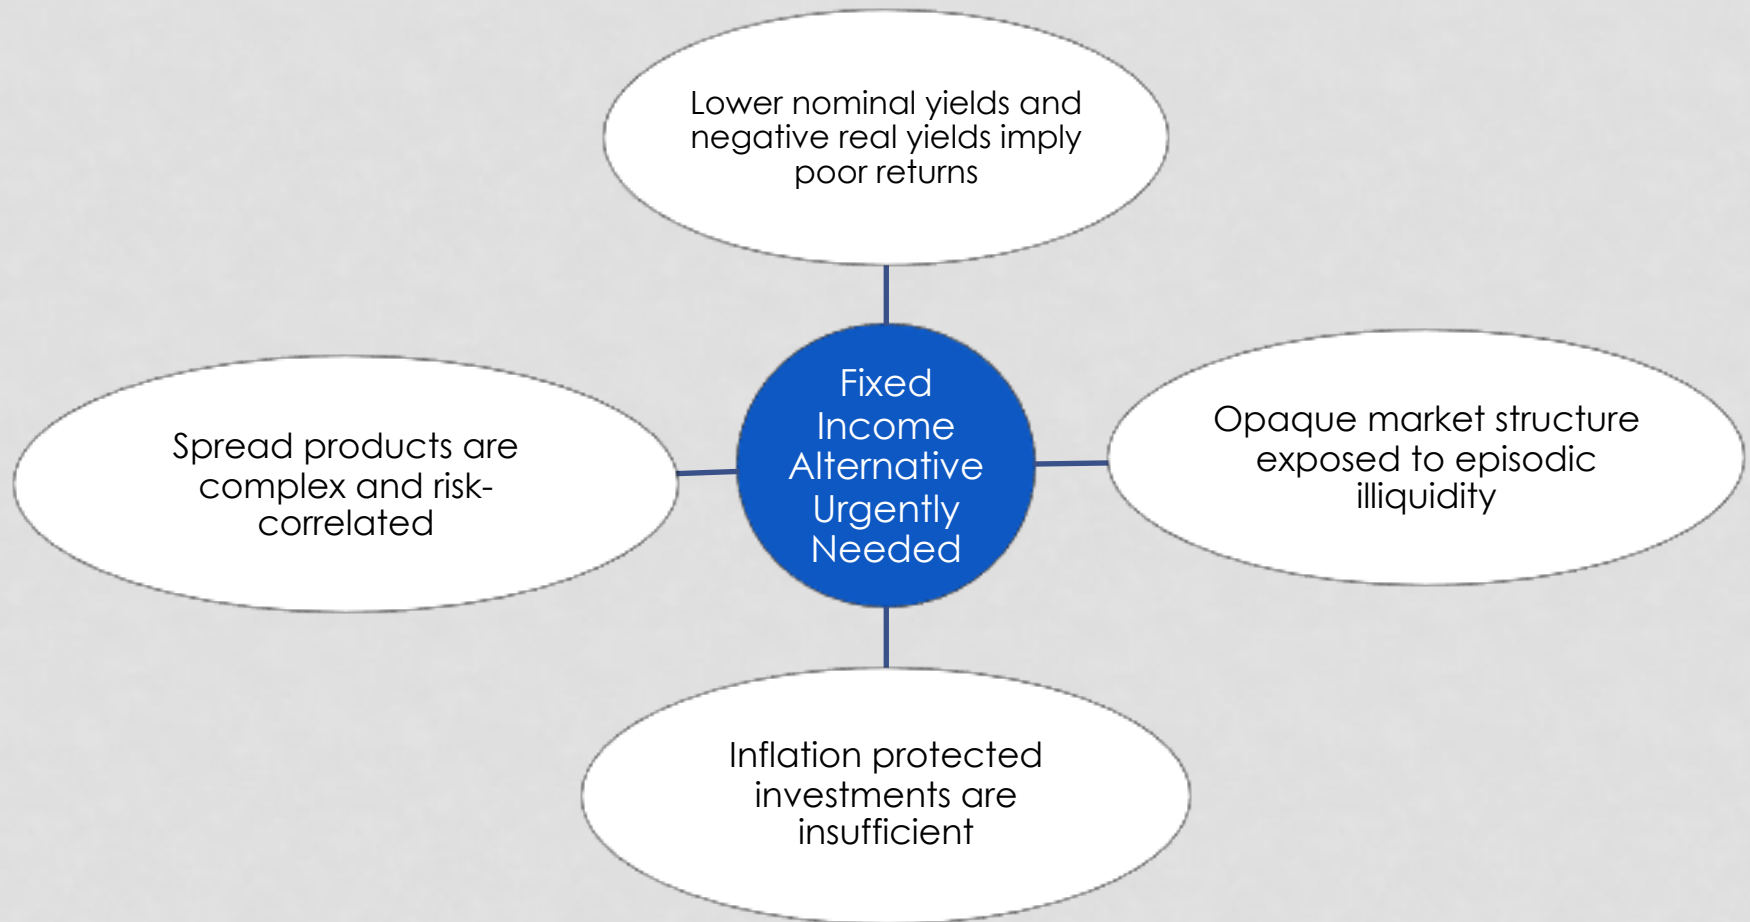 Lower nominal yields and
negative real yields imply
poor returns
Spread products are
complex and risk-
correlated
Fixed
Income
Alternative
Urgently
Needed
Opaque market structure
exposed to episodic
illiquidity
Inflation protected
investments are
insufficient